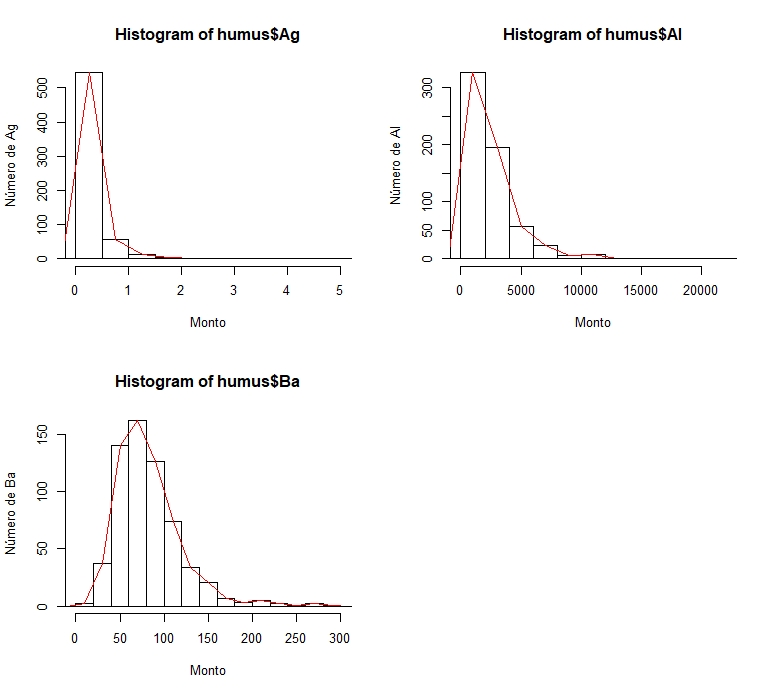 Histogram of humus$Ag
Número de Ag
0 100 200 300 400 500
0 1 2 3 4 5
Monto
Histogram of humus$Al
Número de Al
0 50 100 200 300
0 5000 10000 15000 20000
Monto
Histogram of humus$Ba
Número de Ba
0 50 100 150
0 50 100 150 200 250 300
Monto